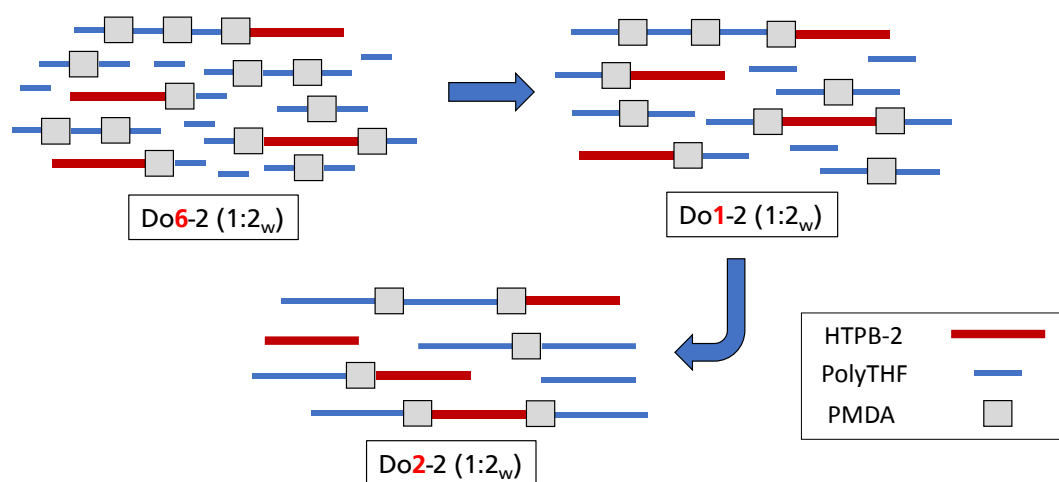 Do6-2 (1:2w)
Do1-2 (1:2w)
HTPB-2
PolyTHF
PMDA
Do2-2 (1:2w)